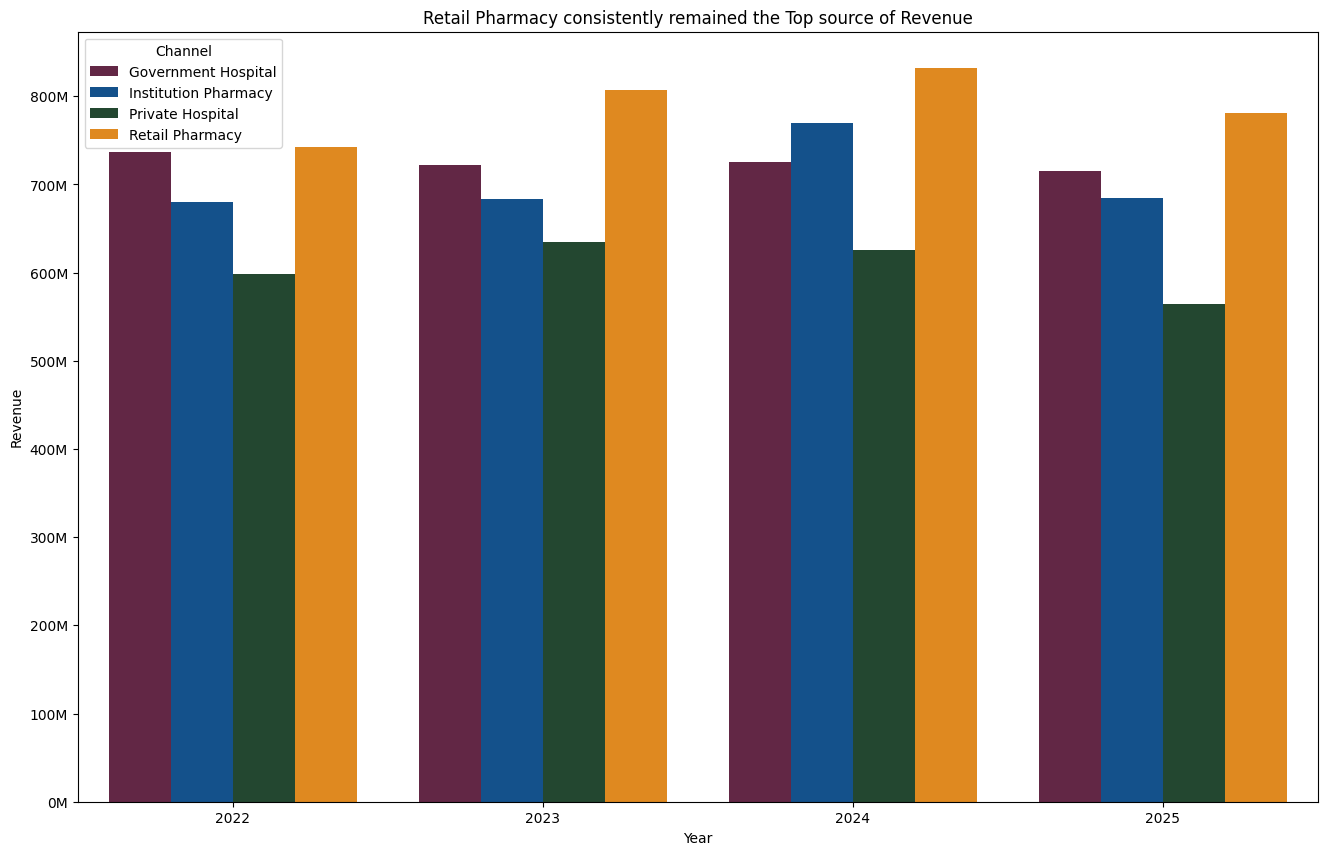 Retail Pharmacy consistently remained the Top source of Revenue
Channel
Government Hospital
Institution Pharmacy
Private Hospital
Retail Pharmacy
800M
700M
600M
500M
400M
300M
200M
100M
0M
Revenue
2022
2023
2024
2025
Year